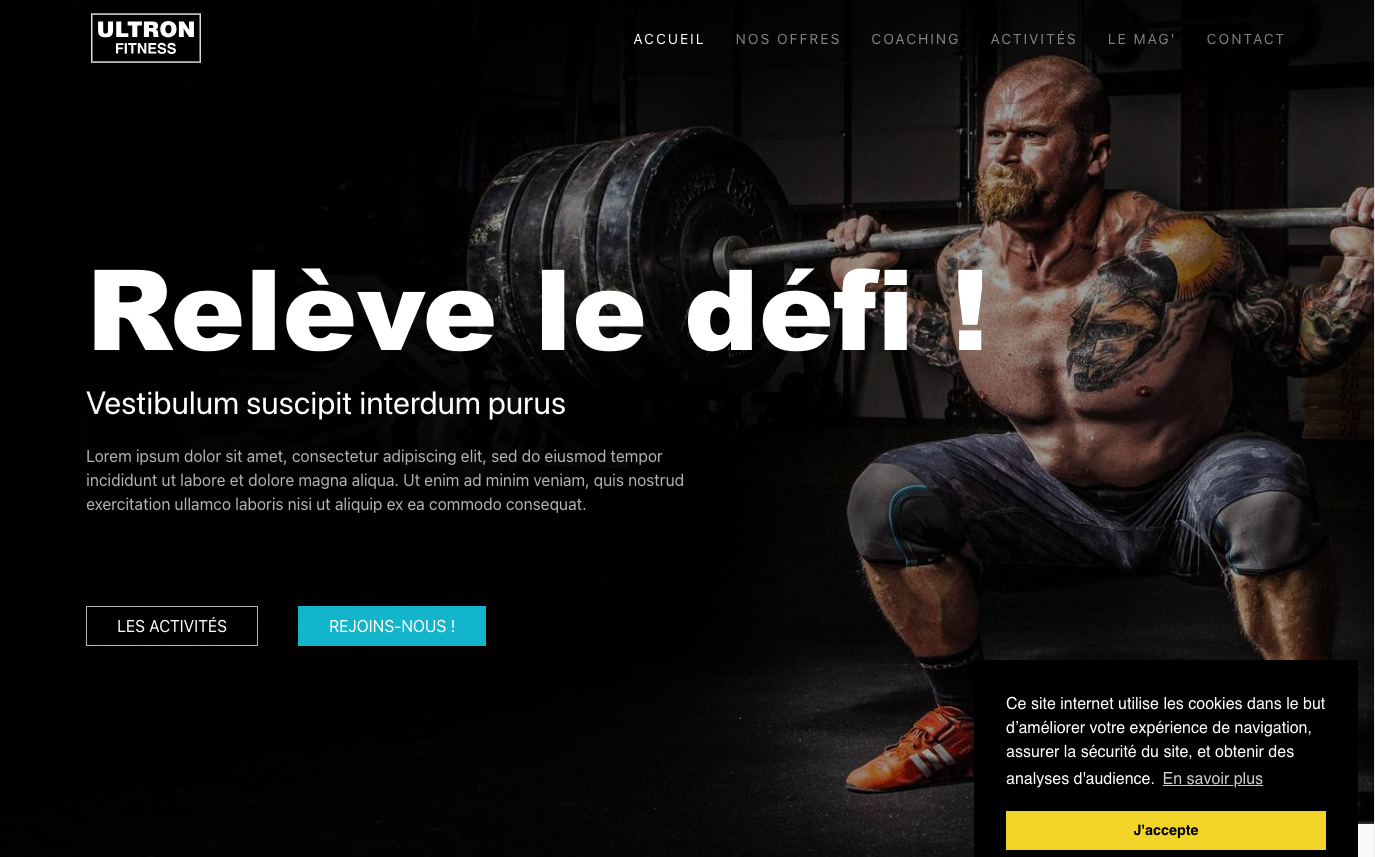 ULTRON
FITNESS
ACCUEIL NOS OFFRES COACHING ACTIVITÉS LE MAG' CONTACT
Relève le défi !
Vestibulum suscipit interdum purus
Lorem ipsum dolor sit amet, consectetur adipiscing elit, sed do eiusmod tempor
incididunt ut labore et dolore magna aliqua. Ut enim ad minim veniam, quis nostrud
exercitation ullamco laboris nisi ut aliquip ex ea commodo consequat.
LES ACTIVITÉS
REJOINS-NOUS !
Ce site internet utilise les cookies dans le but
d’améliorer votre expérience de navigation,
assurer la sécurité du site, et obtenir des
analyses d'audience. En savoir plus
J'accepte